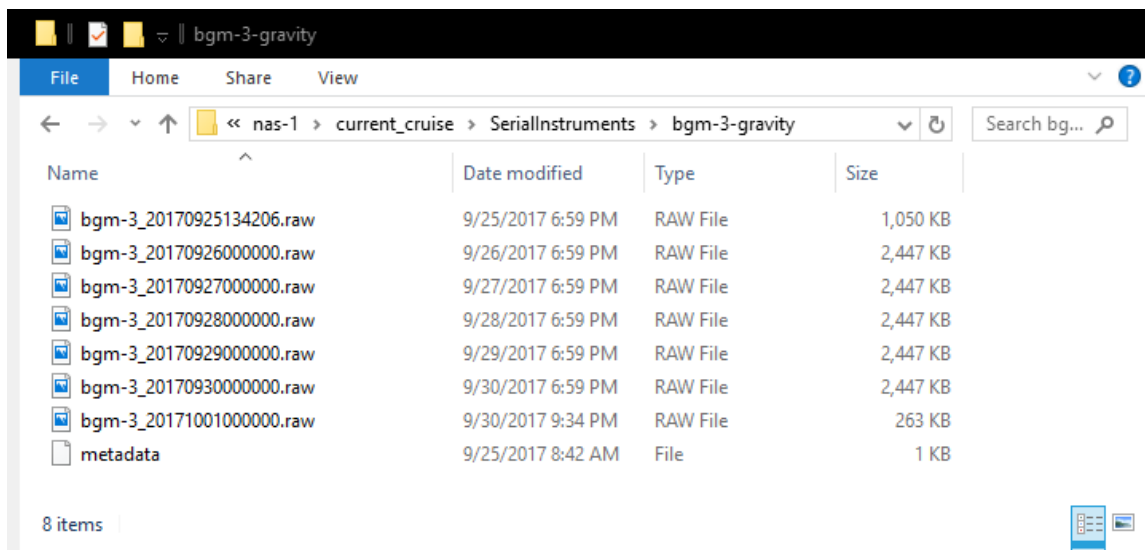 bgm-3-gravity
File Home Share View
« nas-1 > current_cruise > SerialInstruments > bgm-3-gravity Search bg...
Name Date modified Type Size
bgm-3_20170925134206.raw 9/25/2017 6:59 PM RAW File 1,050 KB
bgm-3_20170926000000.raw 9/26/2017 6:59 PM RAW File 2,447 KB
bgm-3_20170927000000.raw 9/27/2017 6:59 PM RAW File 2,447 KB
bgm-3_20170928000000.raw 9/28/2017 6:59 PM RAW File 2,447 KB
bgm-3_20170929000000.raw 9/29/2017 6:59 PM RAW File 2,447 KB
bgm-3_20170930000000.raw 9/30/2017 6:59 PM RAW File 2,447 KB
bgm-3_20171001000000.raw 9/30/2017 9:34 PM RAW File 263 KB
metadata 9/25/2017 8:42 AM File 1 KB
8 items